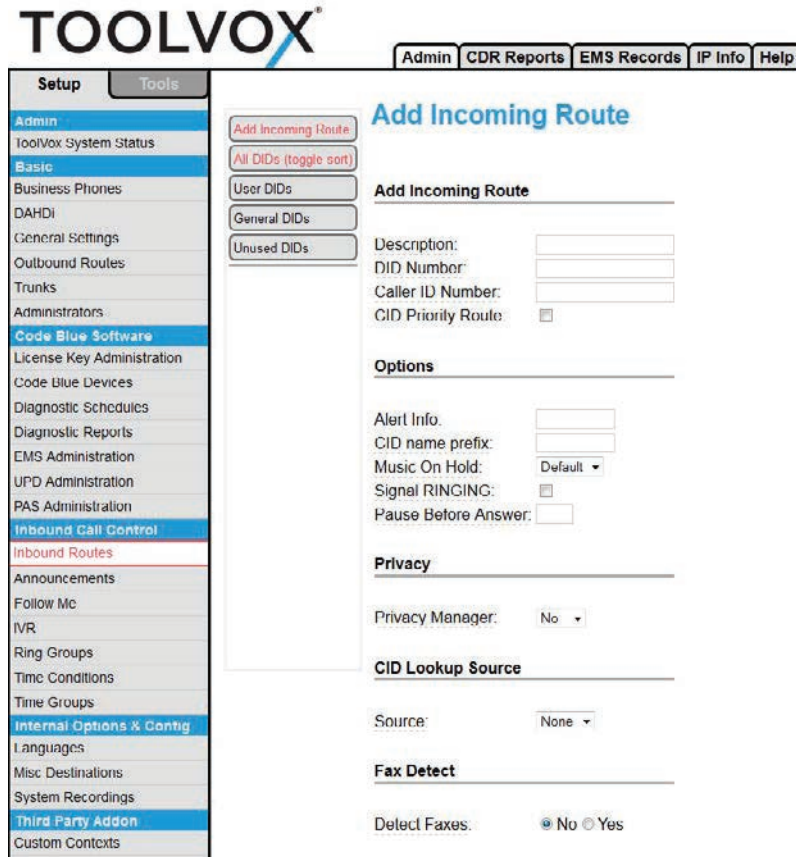 TOOLVOX®
Admin CDR Reports EMS Records IP Info Help
Setup Tools
Admin
ToolVox System Status
Basic
Business Phones
DAHDi
General Settings
Outbound Routes
Trunks
Administrators
Code Blue Software
License Key Administration
Code Blue Devices
Diagnostic Schedules
Diagnostic Reports
EMS Administration
UPD Administration
PAS Administration
Inbound Call Control
Inbound Routes
Announcements
Follow Me
IVR
Ring Groups
Time Conditions
Time Groups
Internal Options & Config
Languages
Misc Destinations
System Recordings
Third Party Addon
Custom Contexts
Add Incoming Route
All DIDs (toggle sort)
User DIDs
General DIDs
Unused DIDs
Add Incoming Route
Add Incoming Route
Description:
DID Number:
Caller ID Number:
CID Priority Route
Options
Alert Info:
CID name prefix:
Music On Hold: Default
Signal RINGING:
Pause Before Answer:
Privacy
Privacy Manager: No
CID Lookup Source
Source: None
Fax Detect
Detect Faxes: No Yes